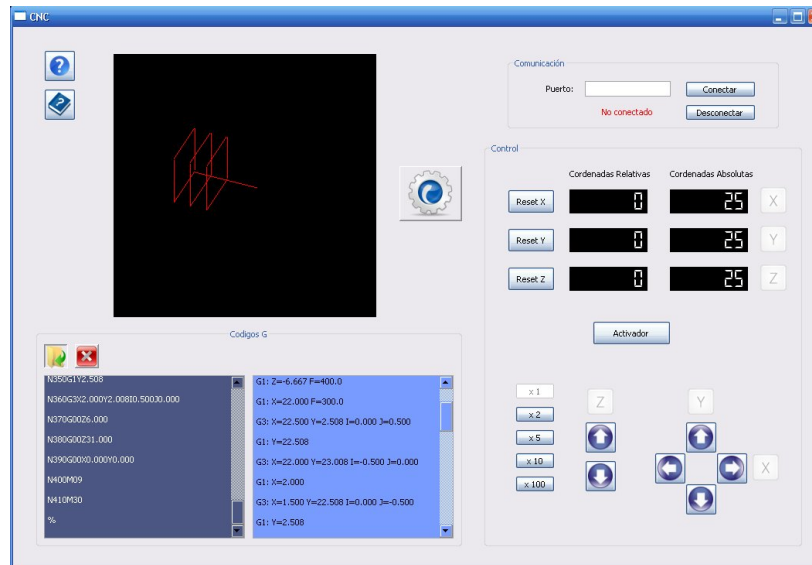 CNC
Comunicación
Puerto:
Conectar
No conectado
Desconectar
Control
Cordenadas Relativas
Cordenadas Absolutas
Reset X
0
25
X
Reset Y
0
25
Y
Reset Z
0
25
Z
Activador
x 1
x 2
x 5
x 10
x 100
Z
Y
X
Codigos G
N350G1Y2.508
N360G3X2.000Y2.008I0.500J0.000
N370G00Z6.000
N380G00Z31.000
N390G00X0.000Y0.000
N400M09
N410M30
%
G1: Z=-6.667 F=400.0
G1: X=22.000 F=300.0
G3: X=22.500 Y=2.508 I=0.000 J=0.500
G1: Y=22.508
G3: X=22.000 Y=23.008 I=-0.500 J=0.000
G1: X=2.000
G3: X=1.500 Y=22.508 I=0.000 J=-0.500
G1: Y=2.508